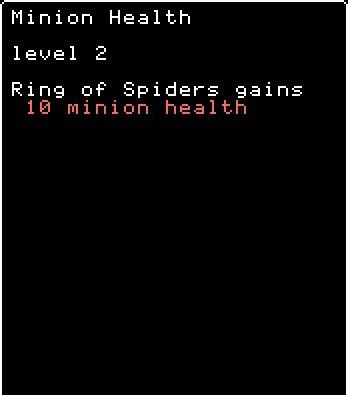 Minion Health
level 2
Ring of Spiders gains
10 minion health